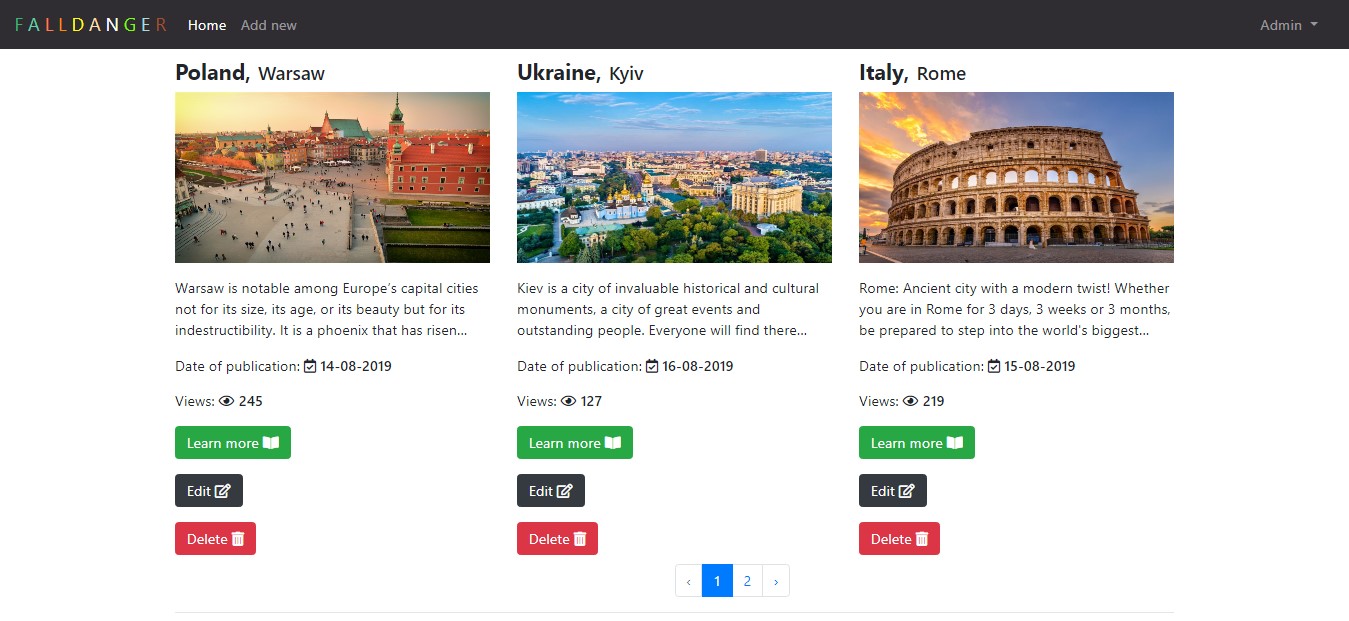 FALLDANGER Home Add new Admin
Poland, Warsaw
Warsaw is notable among Europe's capital cities
not for its size, its age, or its beauty but for its
indestructibility. It is a phoenix that has risen...
Date of publication: 14-08-2019
Views: 245
Learn more
Edit
Delete
Ukraine, Kyiv
Kiev is a city of invaluable historical and cultural
monuments, a city of great events and
outstanding people. Everyone will find there...
Date of publication: 16-08-2019
Views: 127
Learn more
Edit
Delete
Italy, Rome
Rome: Ancient city with a modern twist! Whether
you are in Rome for 3 days, 3 weeks or 3 months,
be prepared to step into the world's biggest...
Date of publication: 15-08-2019
Views: 219
Learn more
Edit
Delete
‹ 1 2 ›